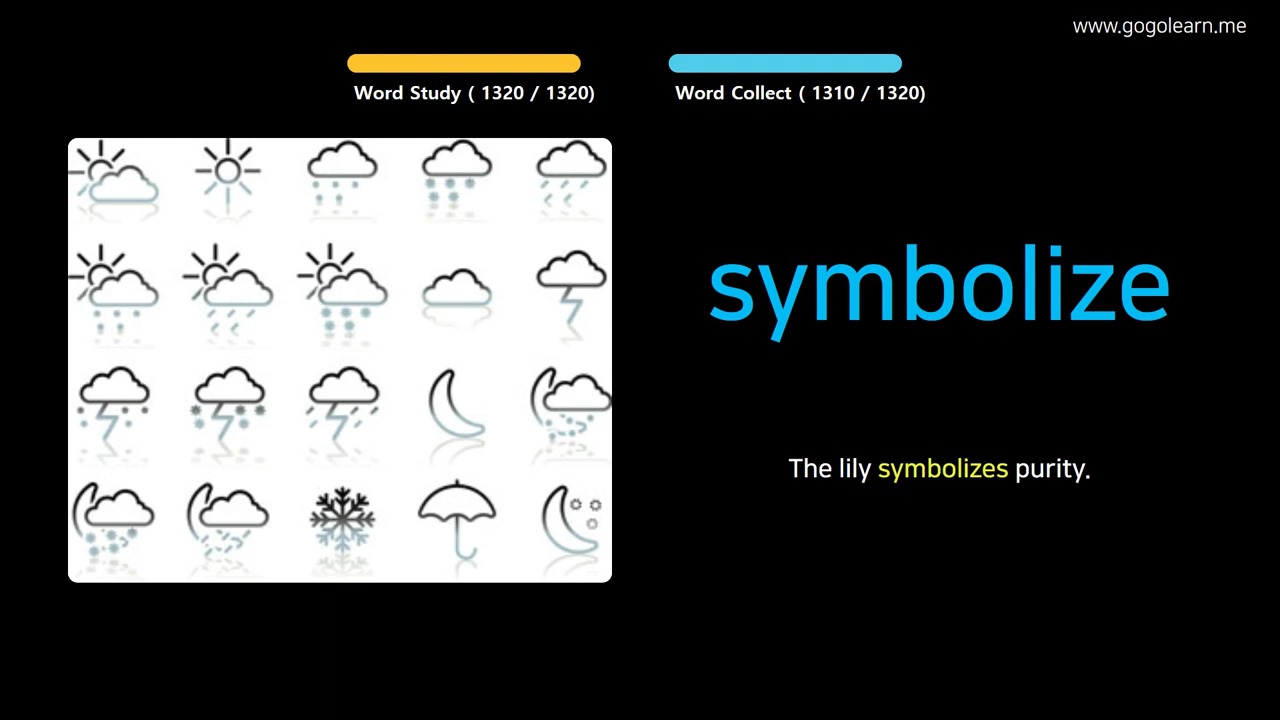 www.gogolearn.me
Word Study ( 1320 / 1320)
Word Collect ( 1310 / 1320)
symbolize
The lily symbolizes purity.